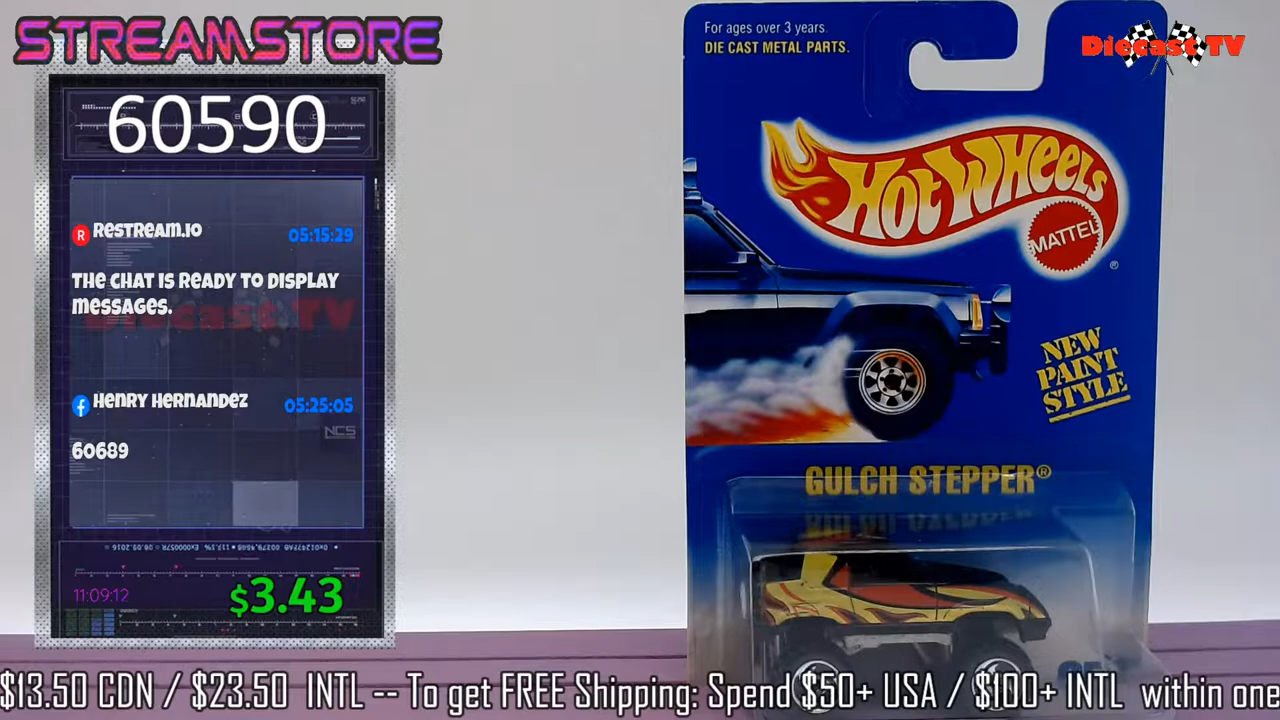 STREAMSTORE
60590
RESTREAM.IO 05:15:29
THE CHAT IS READY TO DISPLAY
MESSAGES.
Diecast TV
HENRY HERNANDEZ 05:25:05
NCS
60689
11:09:12
$3.43
For ages over 3 years.
DIE CAST METAL PARTS.
Diecast TV
HOT WHEELS
MATTEL
®
NEW
PAINT
STYLE
GULCH STEPPER®
$13.50 CDN / $23.50 INTL -- To get FREE Shipping: Spend $50+ USA / $100+ INTL within one